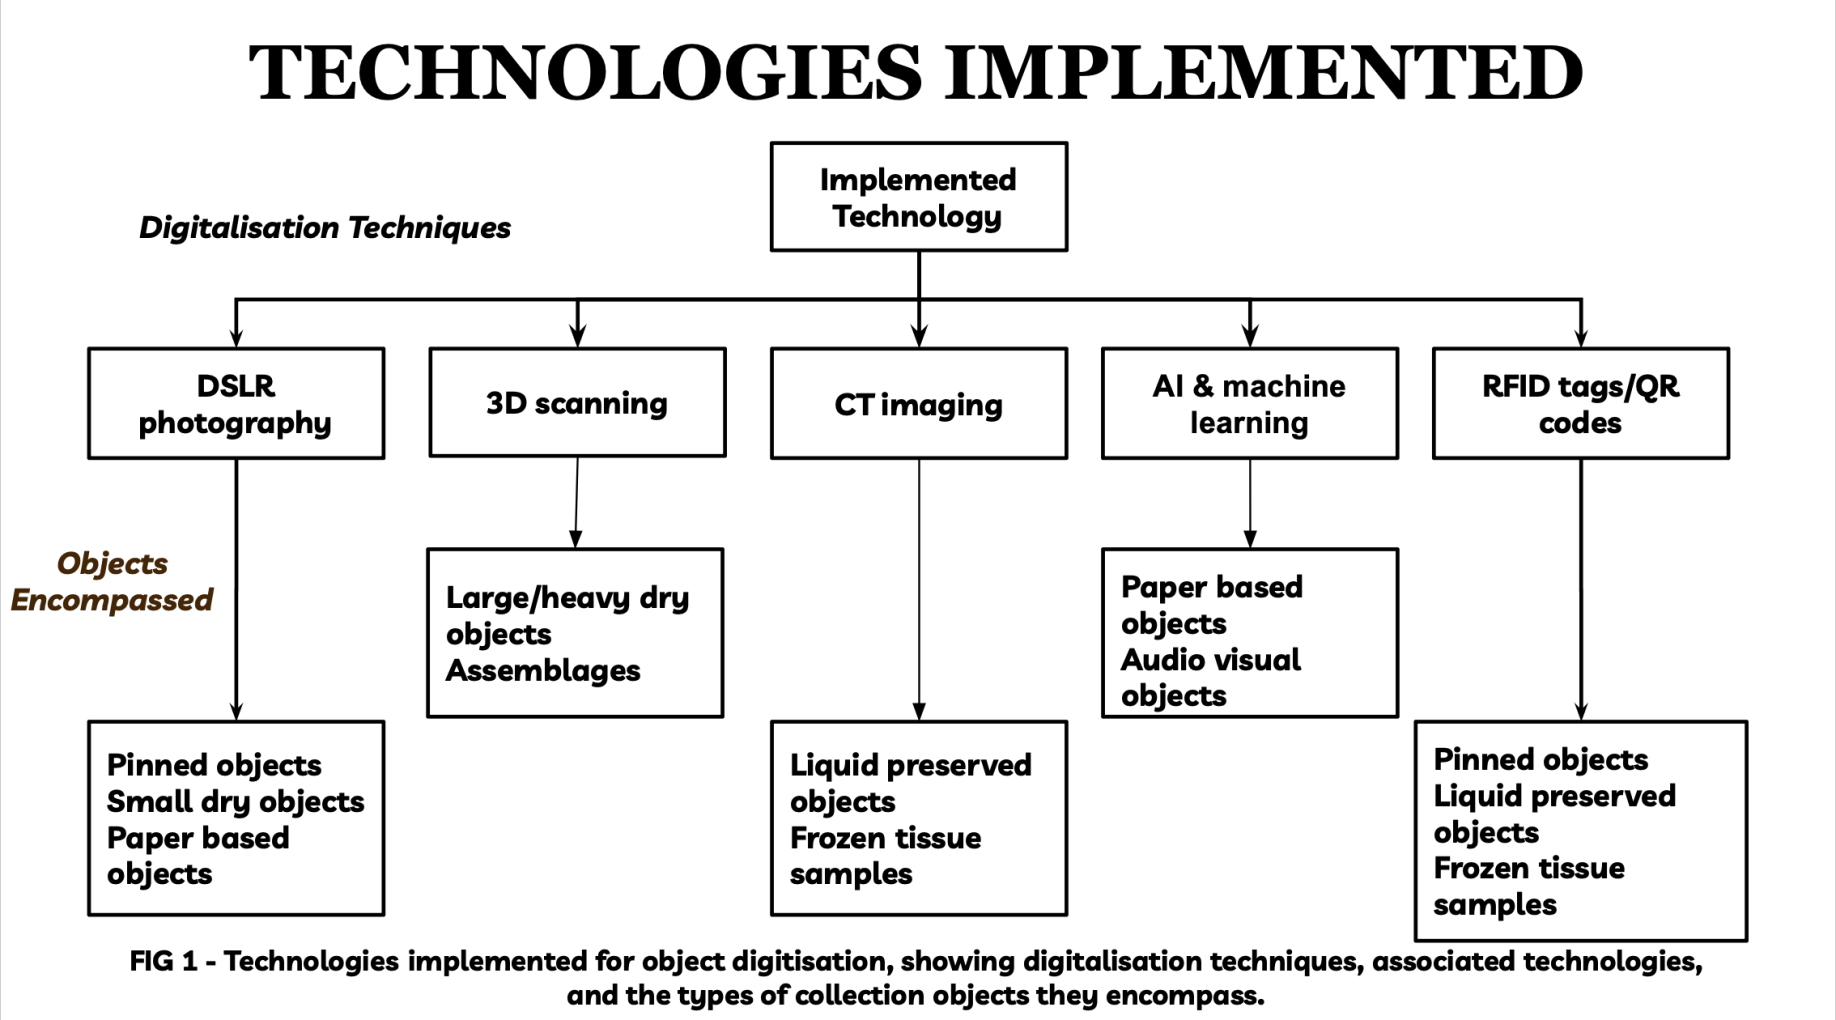 TECHNOLOGIES IMPLEMENTED
Implemented
Technology
Digitalisation Techniques
DSLR
photography
3D scanning
CT imaging
AI & machine
learning
RFID tags/QR
codes
Objects
Encompassed
Large/heavy dry
objects
Assemblages
Paper based
objects
Audio visual
objects
Pinned objects
Small dry objects
Paper based
objects
Liquid preserved
objects
Frozen tissue
samples
Pinned objects
Liquid preserved
objects
Frozen tissue
samples
FIG 1 - Technologies implemented for object digitisation, showing digitalisation techniques, associated technologies,
and the types of collection objects they encompass.